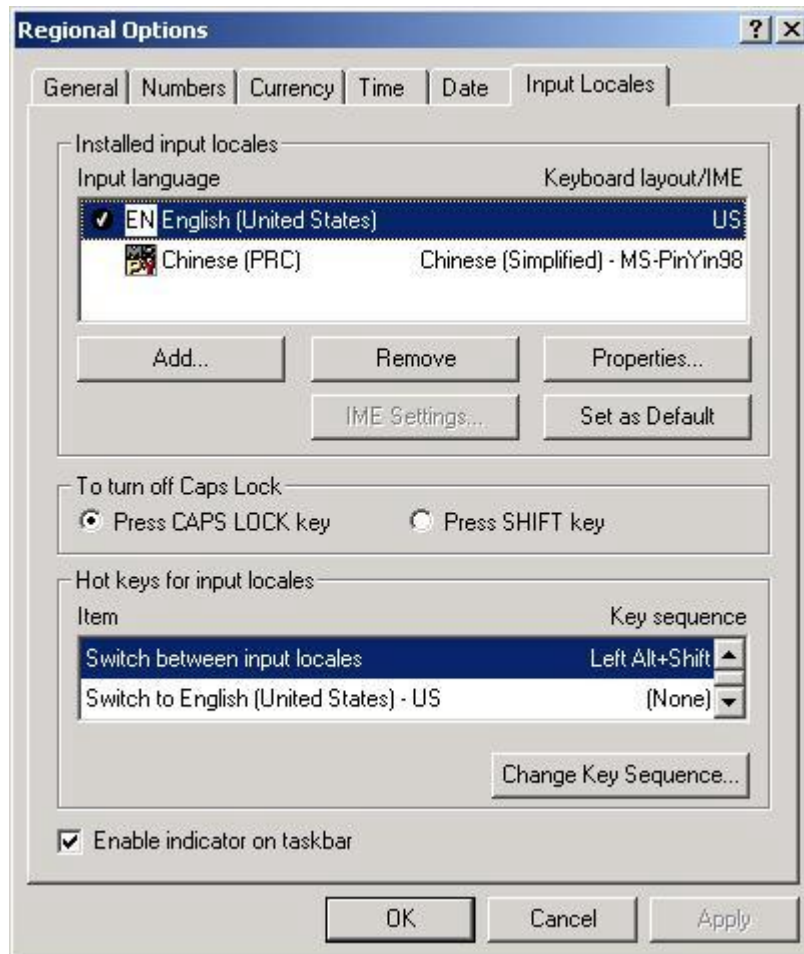 Regional Options
General Numbers Currency Time Date Input Locales
Installed input locales
Input language Keyboard layout/IME
EN English (United States) US
Chinese (PRC) Chinese (Simplified) - MS-PinYin98
Add... Remove Properties...
IME Settings... Set as Default
To turn off Caps Lock
Press CAPS LOCK key Press SHIFT key
Hot keys for input locales
Item Key sequence
Switch between input locales Left Alt+Shift
Switch to English (United States) - US (None)
Change Key Sequence...
Enable indicator on taskbar
OK Cancel Apply